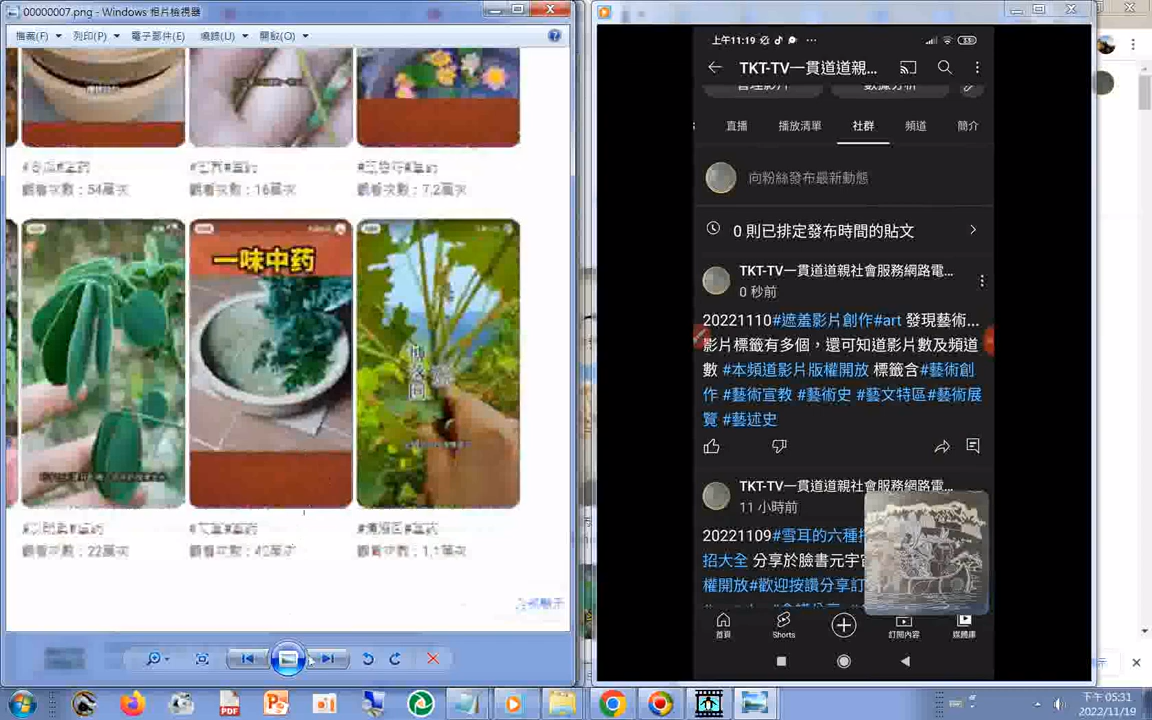 00000007.png - Windows 相片檢視器
檔案(F) 列印(P) 電子郵件(E) 燒錄(U) 開啟(O)
觀看次數：54萬次
觀看次數：16萬次
觀看次數：7.2萬次
一味中药
觀看次數：22萬次
觀看次數：42萬次
觀看次數：1.1萬次
上午11:19
TKT-TV一貫道道親...
管理影片
數據分析
直播 播放清單 社群 頻道 簡介
向粉絲發布最新動態
0 則已排定發布時間的貼文
TKT-TV一貫道道親社會服務網路電...
0 秒前
20221110#遮羞影片創作#art 發現藝術...
影片標籤有多個，還可知道影片數及頻道
數 #本頻道影片版權開放 標籤含#藝術創
作 #藝術宣教 #藝術史 #藝文特區#藝術展
覽 #藝述史
TKT-TV一貫道道親社會服務網路電...
11 小時前
20221109#雪耳的六種
招大全 分享於臉書元宇
權開放#歡迎按讚分享訂
首頁 Shorts 訂閱內容 媒體庫
PDF
下午 05:31
2022/11/19